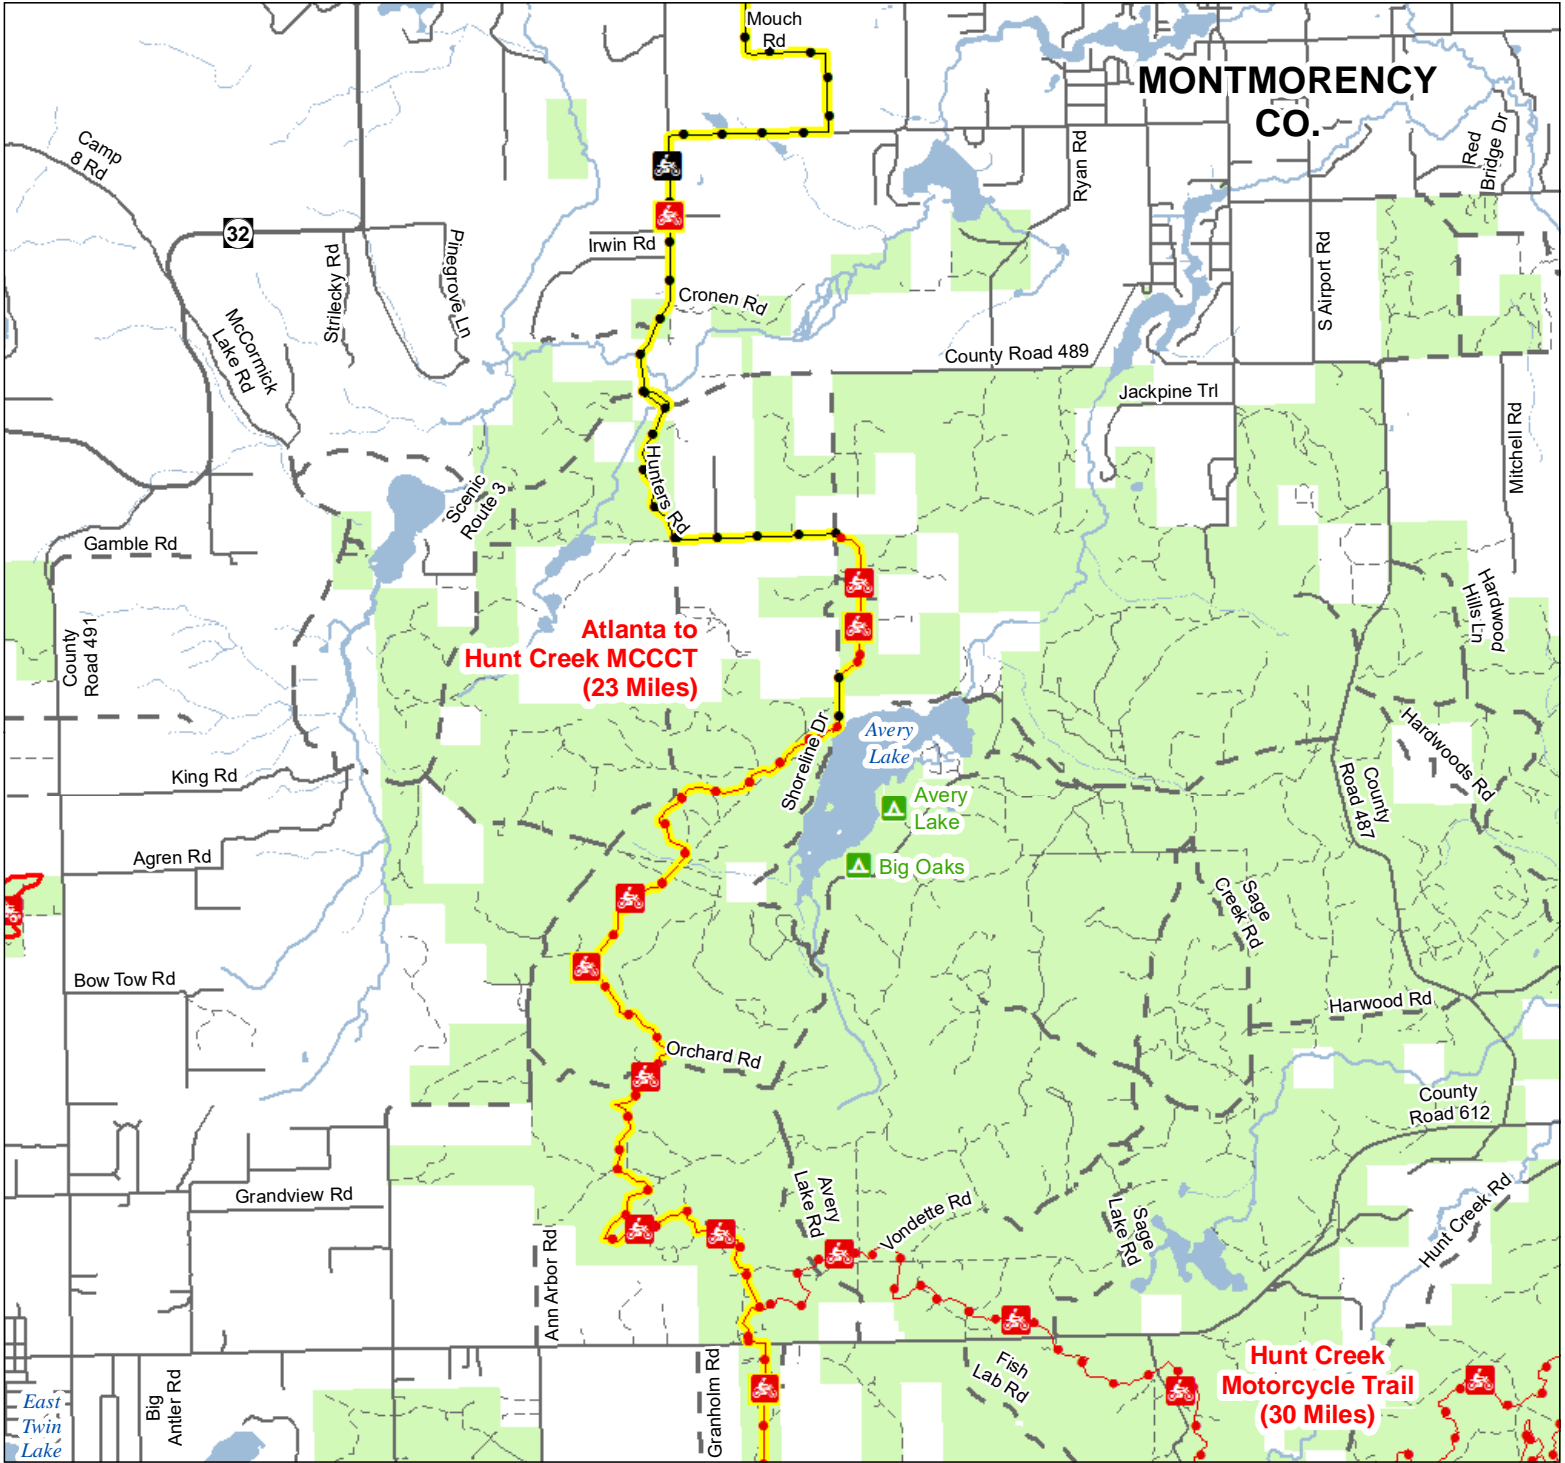 Mouch
Rd
MONTMORENCY
CO.
Camp
8 Rd
Ryan Rd
Red
Bridge Dr
32
Strilecky Rd
Pinegrove Ln
Irwin Rd
S Airport Rd
Cronen Rd
McCormick
Lake Rd
County Road 489
Jackpine Trl
Mitchell Rd
Hunters Rd
Scenic
Route 3
Gamble Rd
Hardwood
Hills Ln
County
Road 491
Atlanta to
Hunt Creek MCCCT
(23 Miles)
Shoreline Dr
Avery
Lake
Hardwoods Rd
King Rd
County
Road 487
Avery
Lake
Agren Rd
Big Oaks
Sage
Creek Rd
Bow Tow Rd
Harwood Rd
Orchard Rd
County
Road 612
Grandview Rd
Avery
Lake Rd
Vondette Rd
Sage
Lake Rd
Hunt Creek Rd
Ann Arbor Rd
Granholm Rd
Fish
Lab Rd
Hunt Creek
Motorcycle Trail
(30 Miles)
Big
Antler Rd
East
Twin
Lake